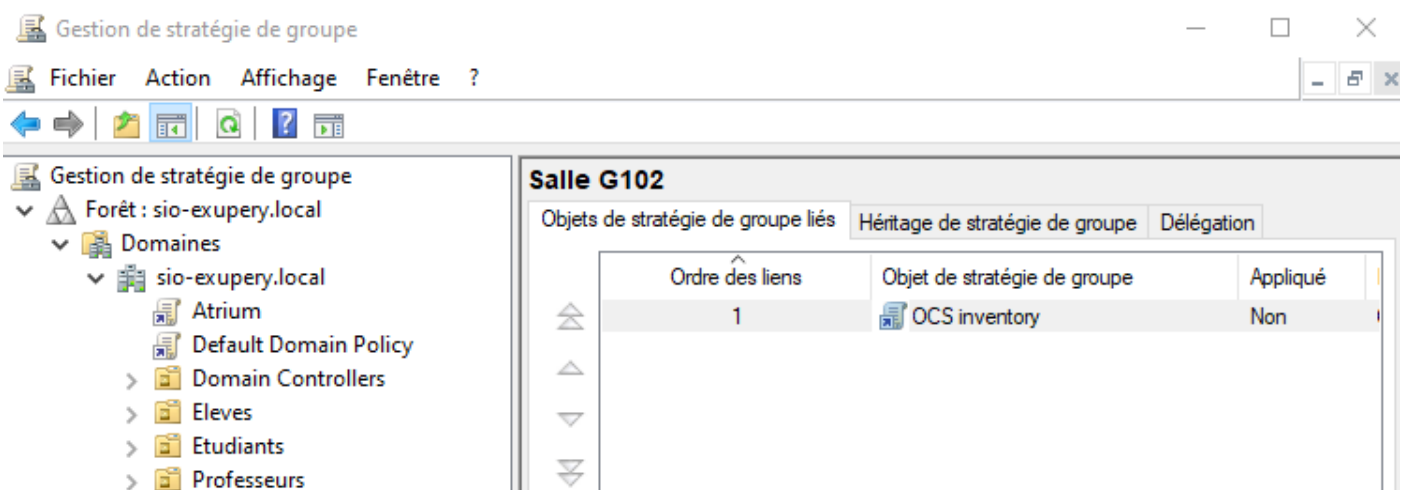 Gestion de stratégie de groupe
Fichier Action Affichage Fenêtre ?
Gestion de stratégie de groupe
Forêt : sio-exupery.local
Domaines
sio-exupery.local
Atrium
Default Domain Policy
Domain Controllers
Eleves
Etudiants
Professeurs
Salle G102
Objets de stratégie de groupe liés Héritage de stratégie de groupe Délégation
Ordre des liens Objet de stratégie de groupe Appliqué
1 OCS inventory Non